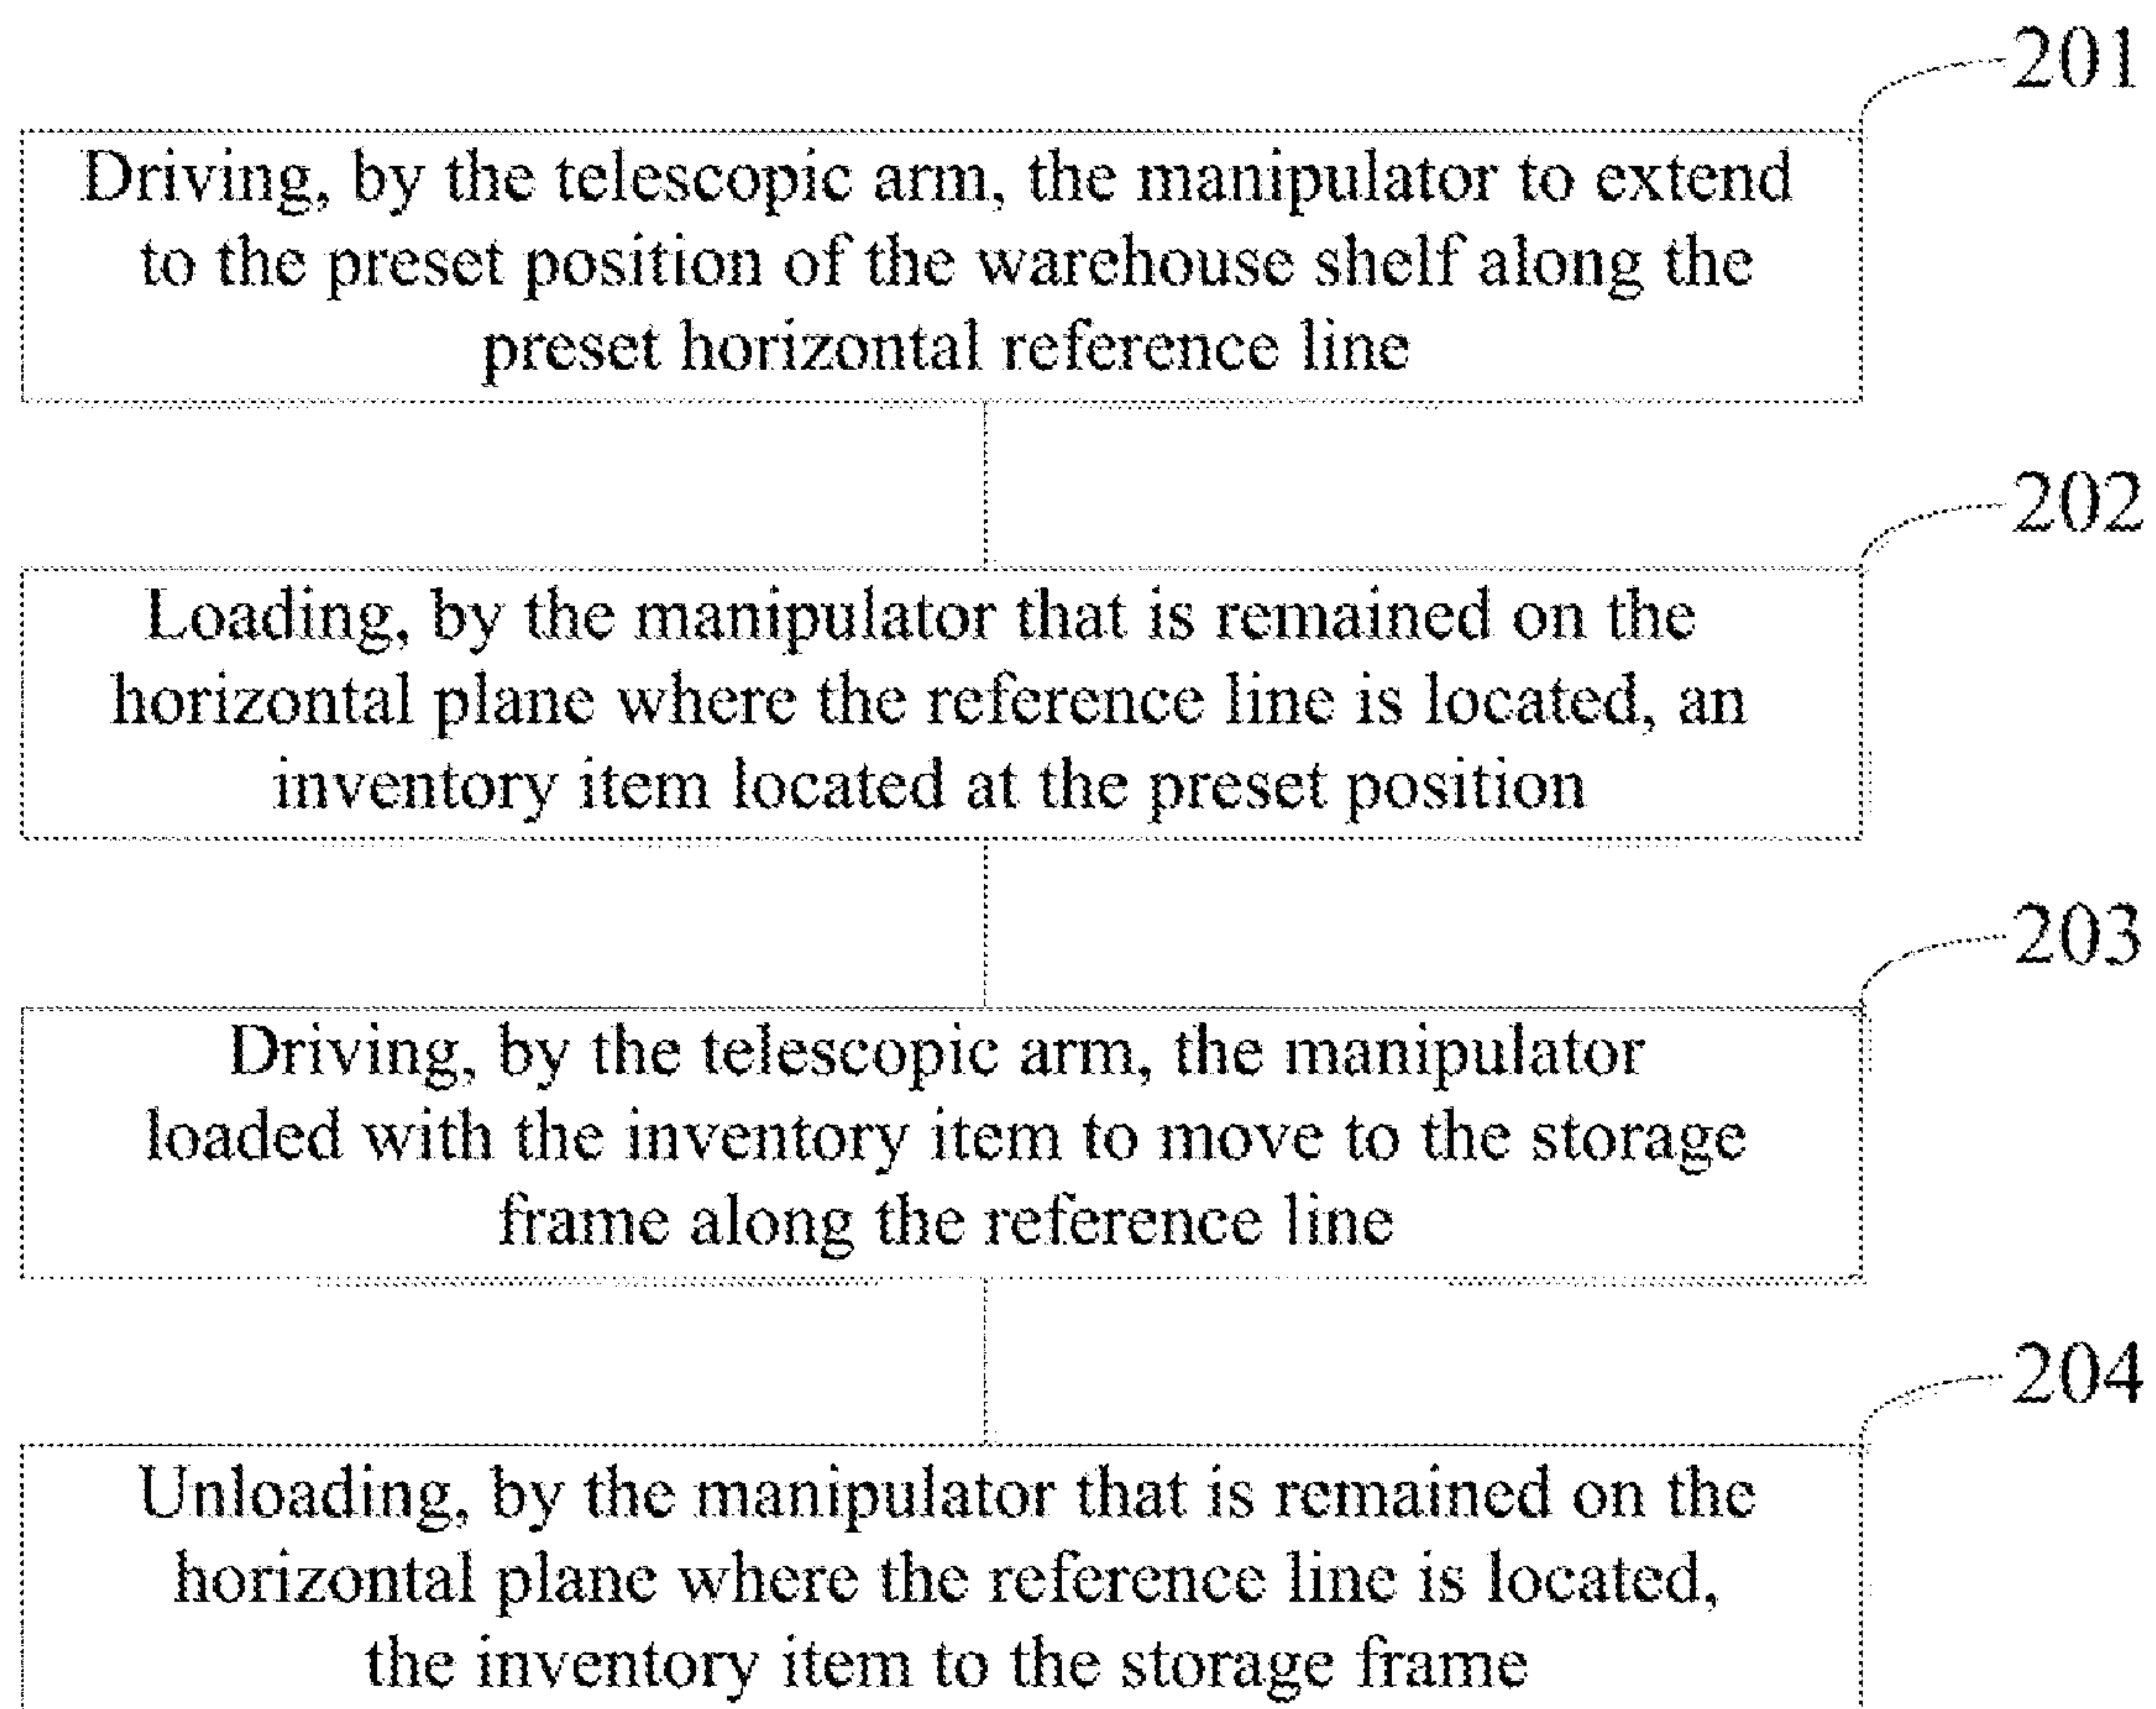 201
Driving, by the telescopic arm, the manipulator to extend
to the preset position of the warehouse shelf along the
preset horizontal reference line
202
Loading, by the manipulator that is remained on the
horizontal plane where the reference line is located, an
inventory item located at the preset position
203
Driving, by the telescopic arm, the manipulator
loaded with the inventory item to move to the storage
frame along the reference line
204
Unloading, by the manipulator that is remained on the
horizontal plane where the reference line is located,
the inventory item to the storage frame